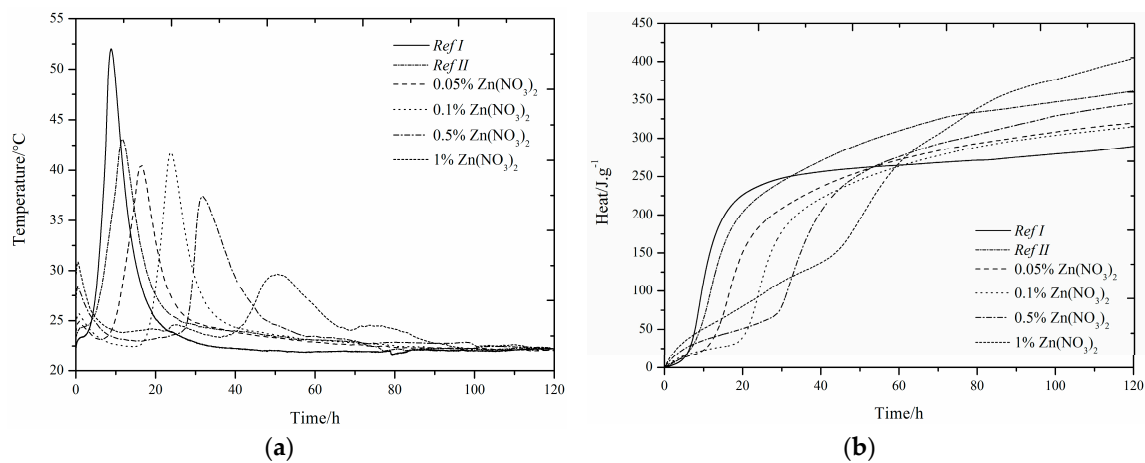 55
50
45
40
35
30
25
20
Temperature/°C
Ref I
Ref II
0.05% Zn(NO₃)₂
0.1% Zn(NO₃)₂
0.5% Zn(NO₃)₂
1% Zn(NO₃)₂
0 20 40 60 80 100 120
Time/h
(a)
450
400
350
300
250
200
150
100
50
0
Heat/J.g⁻¹
Ref I
Ref II
0.05% Zn(NO₃)₂
0.1% Zn(NO₃)₂
0.5% Zn(NO₃)₂
1% Zn(NO₃)₂
0 20 40 60 80 100 120
Time/h
(b)